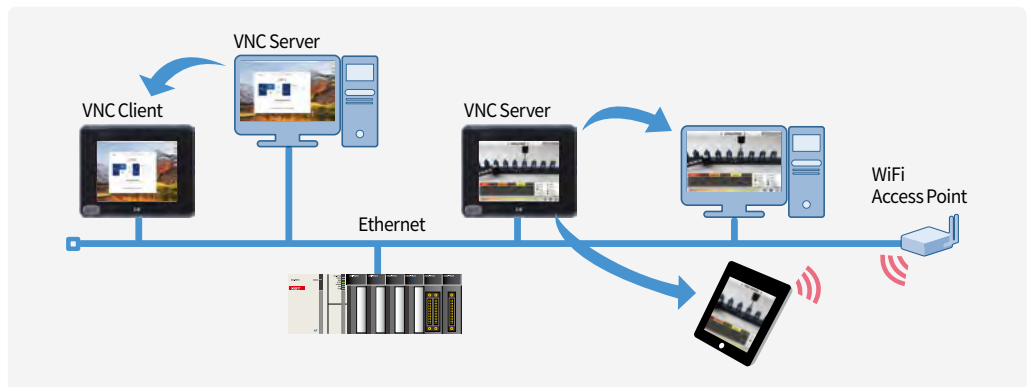 VNC Server
VNC Client
VNC Server
WiFi
Access Point
Ethernet